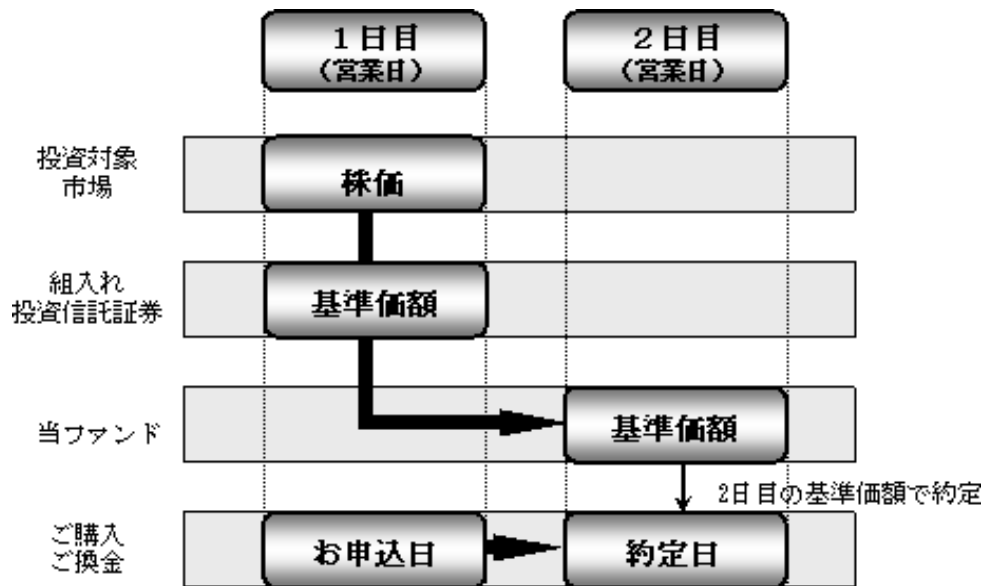 １日目
（営業日）
２日目
（営業日）
投資対象
市場
株価
組入れ
投資信託証券
基準価額
当ファンド
基準価額
2日目の基準価額で約定
ご購入
ご換金
お申込日
約定日